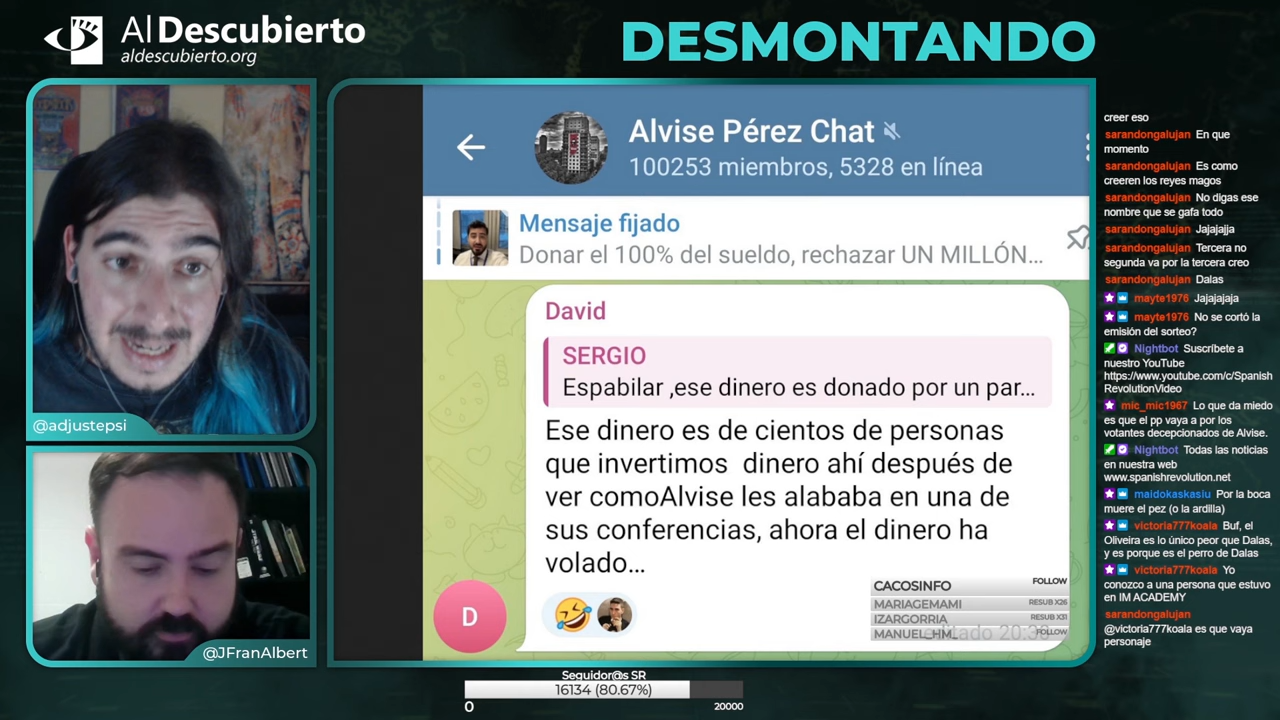 Al Descubierto
aldescubierto.org
DESMONTANDO
@adjustepsi
@JFranAlbert
Alvise Pérez Chat
100253 miembros, 5328 en línea
Mensaje fijado
Donar el 100% del sueldo, rechazar UN MILLÓN...
David
SERGIO
Espabilar ,ese dinero es donado por un par...
Ese dinero es de cientos de personas
que invertimos dinero ahí después de
ver comoAlvise les alababa en una de
sus conferencias, ahora el dinero ha
volado...
D
CACOSINFO FOLLOW
MARIAGEMAMI RESUB X26
IZARGORRIA RESUB X31
MANUEL_HM_ FOLLOW
Seguidor@s SR
16134 (80.67%)
0
20000
creer eso
sarandongalujan En que
momento
sarandongalujan Es como
creeren los reyes magos
sarandongalujan No digas ese
nombre que se gafa todo
sarandongalujan Jajajajja
sarandongalujan Tercera no
segunda va por la tercera creo
sarandongalujan Dalas
mayte1976 Jajajajaja
mayte1976 No se cortó la
emisión del sorteo?
Nightbot Suscríbete a
nuestro YouTube
https://www.youtube.com/c/Spanish
RevolutionVideo
mic_mic1967 Lo que da miedo
es que el pp vaya a por los
votantes decepcionados de Alvise.
Nightbot Todas las noticias
en nuestra web
www.spanishrevolution.net
maidokaskasiu Por la boca
muere el pez (o la ardilla)
victoria777koala Buf, el
Oliveira es lo único peor que Dalas,
y es porque es el perro de Dalas
victoria777koala Yo
conozco a una persona que estuvo
en IM ACADEMY
sarandongalujan
@victoria777koala es que vaya
personaje